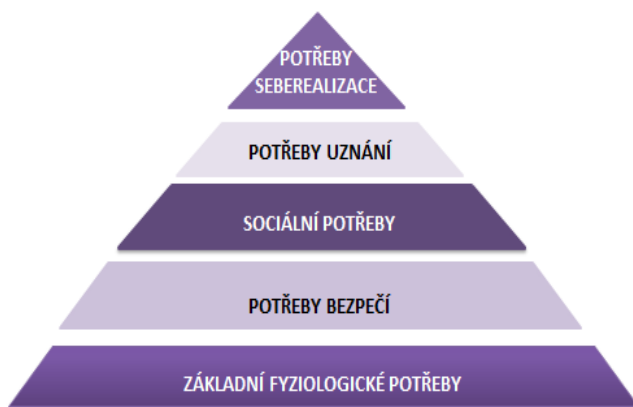 POTŘEBY
SEBEREALIZACE
POTŘEBY UZNÁNÍ
SOCIÁLNÍ POTŘEBY
POTŘEBY BEZPEČÍ
ZÁKLADNÍ FYZIOLOGICKÉ POTŘEBY